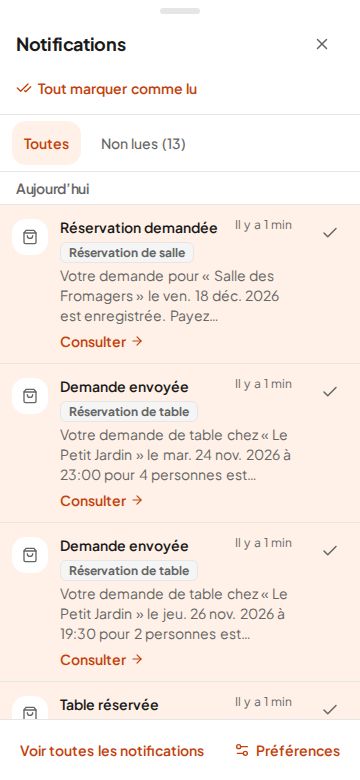 Notifications
Tout marquer comme lu
Toutes
Non lues (13)
Aujourd'hui
Réservation demandée
Il y a 1 min
Réservation de salle
Votre demande pour « Salle des
Fromagers » le ven. 18 déc. 2026
est enregistrée. Payez…
Consulter
Demande envoyée
Il y a 1 min
Réservation de table
Votre demande de table chez « Le
Petit Jardin » le mar. 24 nov. 2026 à
23:00 pour 4 personnes est…
Consulter
Demande envoyée
Il y a 1 min
Réservation de table
Votre demande de table chez « Le
Petit Jardin » le jeu. 26 nov. 2026 à
19:30 pour 2 personnes est…
Consulter
Table réservée
Il y a 1 min
Voir toutes les notifications
Préférences